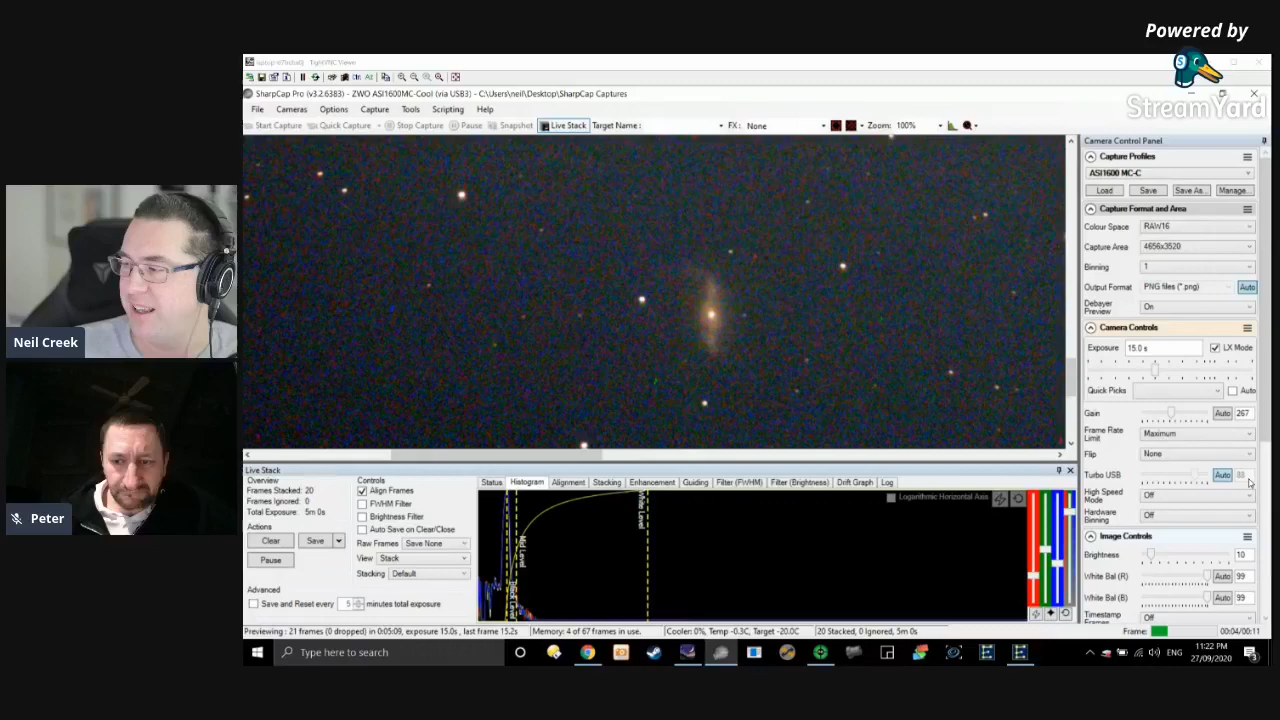 Powered by
StreamYard
TightVNC Viewer
SharpCap Pro (v3.2.6383) - ZWO ASI1600MC-Cool (via USB3) - C:\Users\neil\Desktop\SharpCap Captures
File Cameras Options Capture Tools Scripting Help
Start Capture Quick Capture Stop Capture Pause Snapshot Live Stack Target Name : FX: None Zoom: 100%
Neil Creek
Peter
Camera Control Panel
Capture Profiles
ASI1600 MC-C
Load Save Save As... Manage...
Capture Format and Area
Colour Space RAW16
Capture Area 4656x3520
Binning 1
Output Format PNG files (*.png) Auto
Debayer Preview On
Camera Controls
Exposure 15.0 s LX Mode
Quick Picks Auto
Gain Auto 267
Frame Rate Limit Maximum
Flip None
Turbo USB Auto 88
High Speed Mode Off
Hardware Binning Off
Image Controls
Brightness 10
White Bal (R) Auto 99
White Bal (B) Auto 99
Timestamp Frames Off
Live Stack
Overview
Frames Stacked: 20
Frames Ignored: 0
Total Exposure: 5m 0s
Actions
Clear Save
Pause
Advanced
Save and Reset every 5 minutes total exposure
Controls
Align Frames
FWHM Filter
Brightness Filter
Auto Save on Clear/Close
Raw Frames Save None
View Stack
Stacking Default
Status Histogram Alignment Stacking Enhancement Guiding Filter (FWHM) Filter (Brightness) Drift Graph Log
Logarithmic Horizontal Axis
Mid Level
White Level
Previewing : 21 frames (0 dropped) in 0:05:09, exposure 15.0s , last frame 15.2s Memory: 4 of 67 frames in use. Cooler: 0%, Temp -0.3C, Target -20.0C 20 Stacked, 0 Ignored, 5m 0s Frame: 00:04/00:11
Type here to search
ENG
11:22 PM
27/09/2020